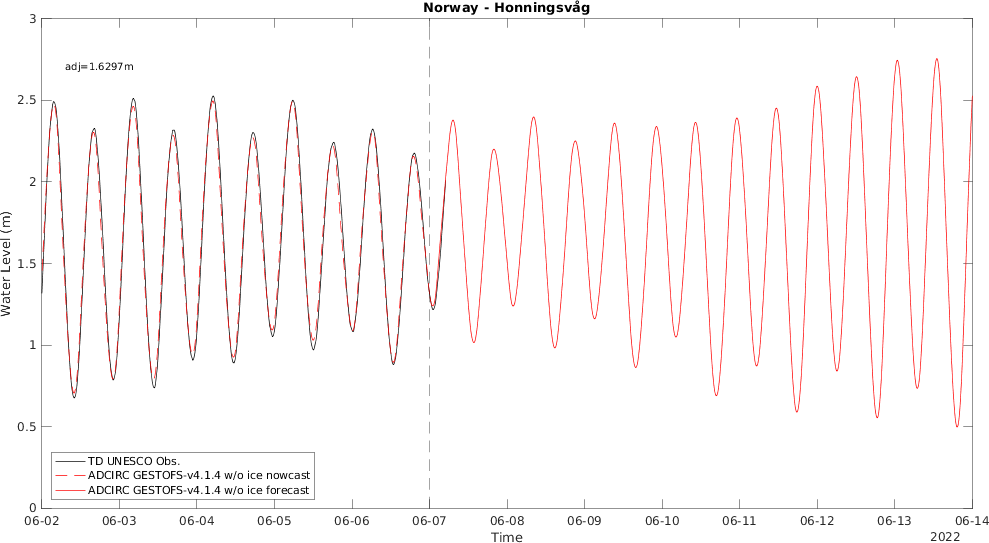 Norway - Honningsvåg
adj=1.6297m
Water Level (m)
3
2.5
2
1.5
1
0.5
0
TD UNESCO Obs.
ADCIRC GESTOFS-v4.1.4 w/o ice nowcast
ADCIRC GESTOFS-v4.1.4 w/o ice forecast
06-02 06-03 06-04 06-05 06-06 06-07 06-08 06-09 06-10 06-11 06-12 06-13 06-14
Time
2022